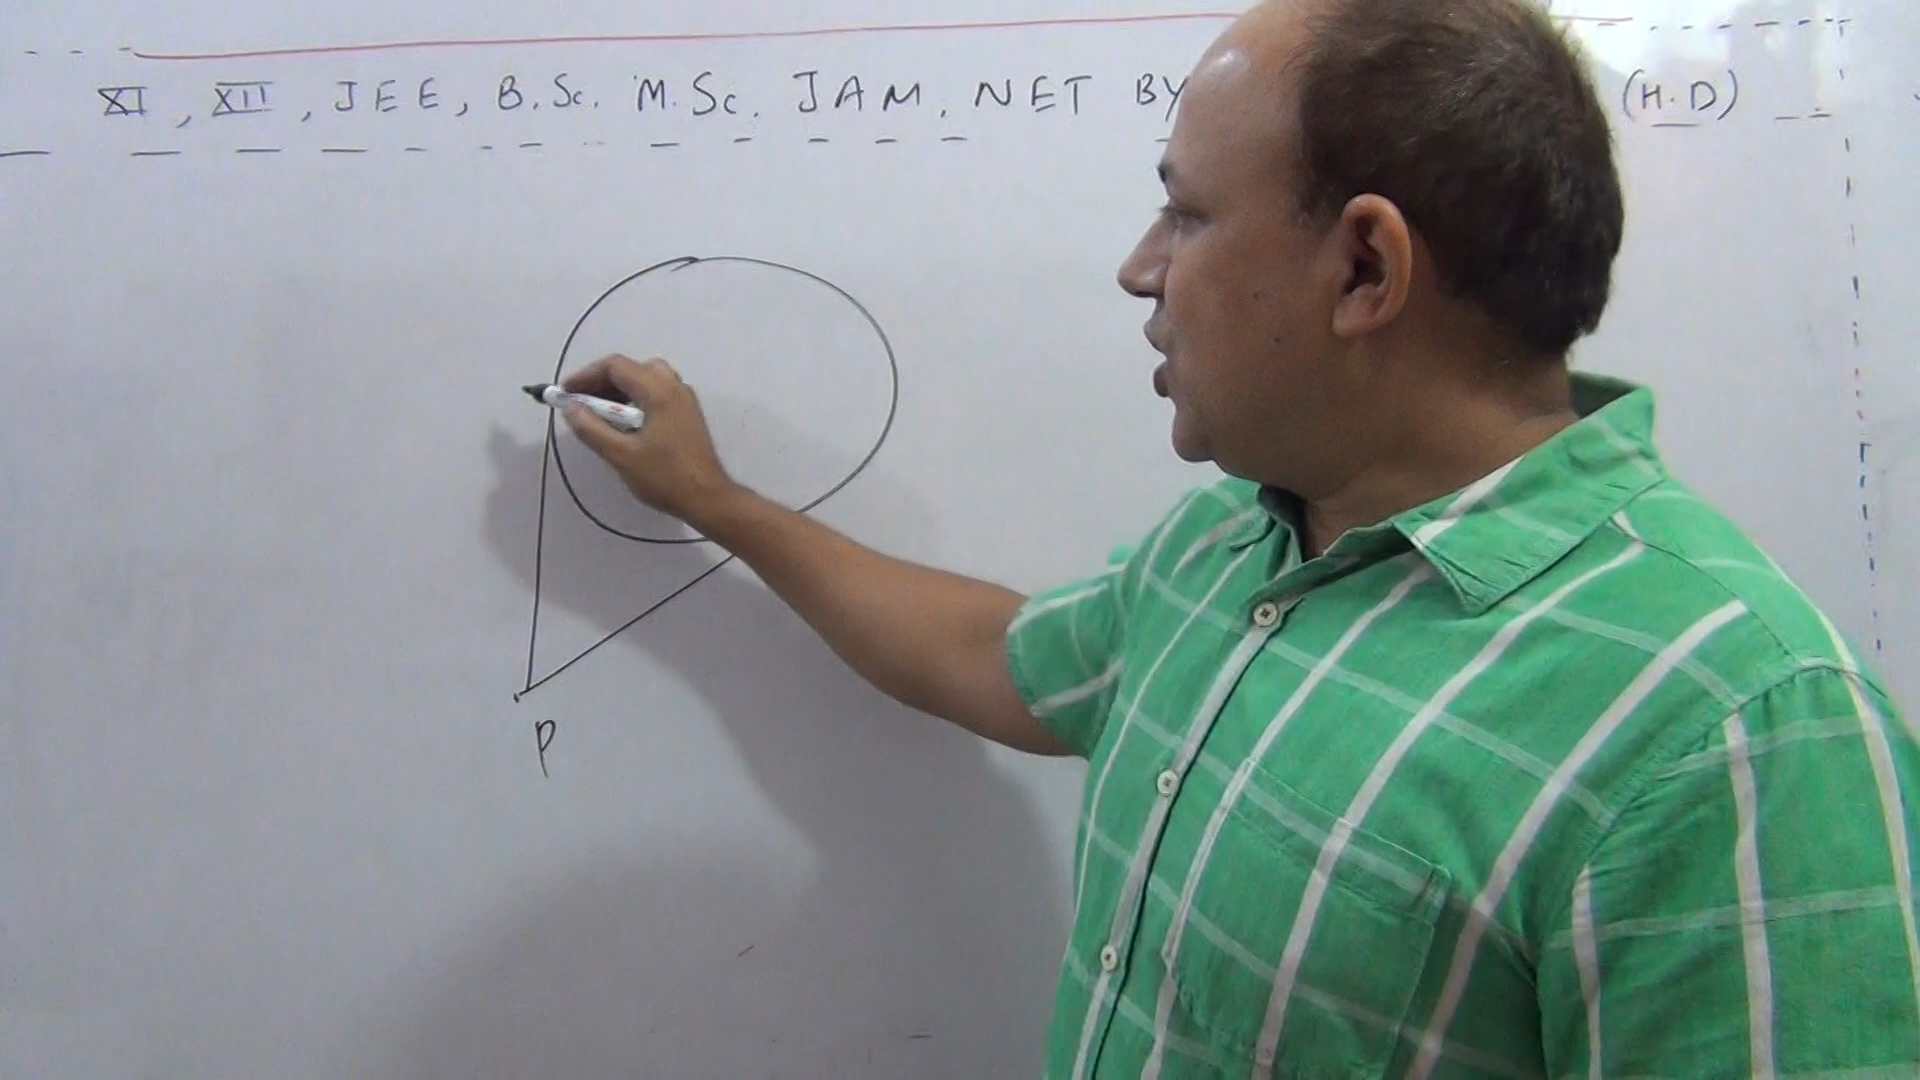 XI, XII, JEE, B.Sc. M.Sc. JAM. NET BY (H.D)
P